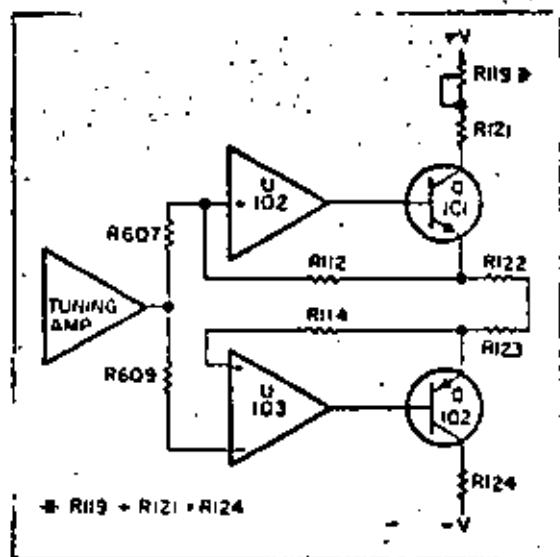 +V
R119
R121
U
102
Q
101
R607
R112
R122
TUNING
AMP
R114
R123
R609
U
103
Q
102
R124
R119 + R121 = R124
-V